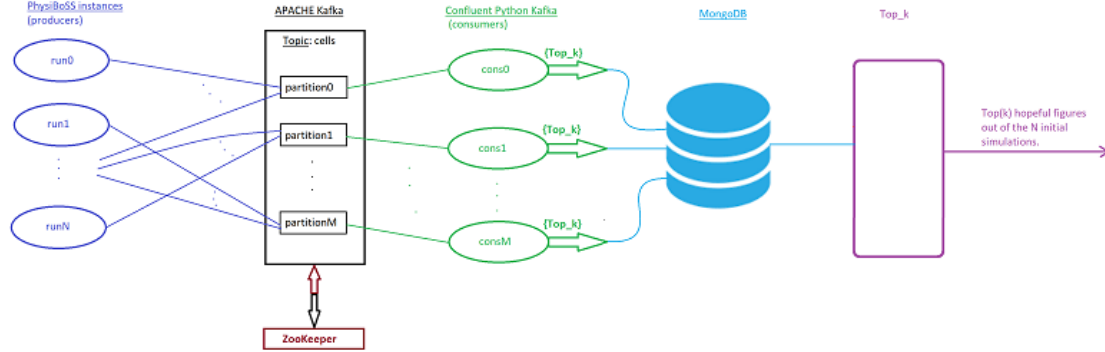 PhysiBoSS instances
(producers)
run0
run1
runN
APACHE Kafka
Topic: cells
partition0
partition1
partitionM
ZooKeeper
Confluent Python Kafka
(consumers)
{Top_k}
cons0
{Top_k}
cons1
{Top_k}
consM
MongoDB
Top_k
Top(k) hopeful figures
out of the N initial
simulations.